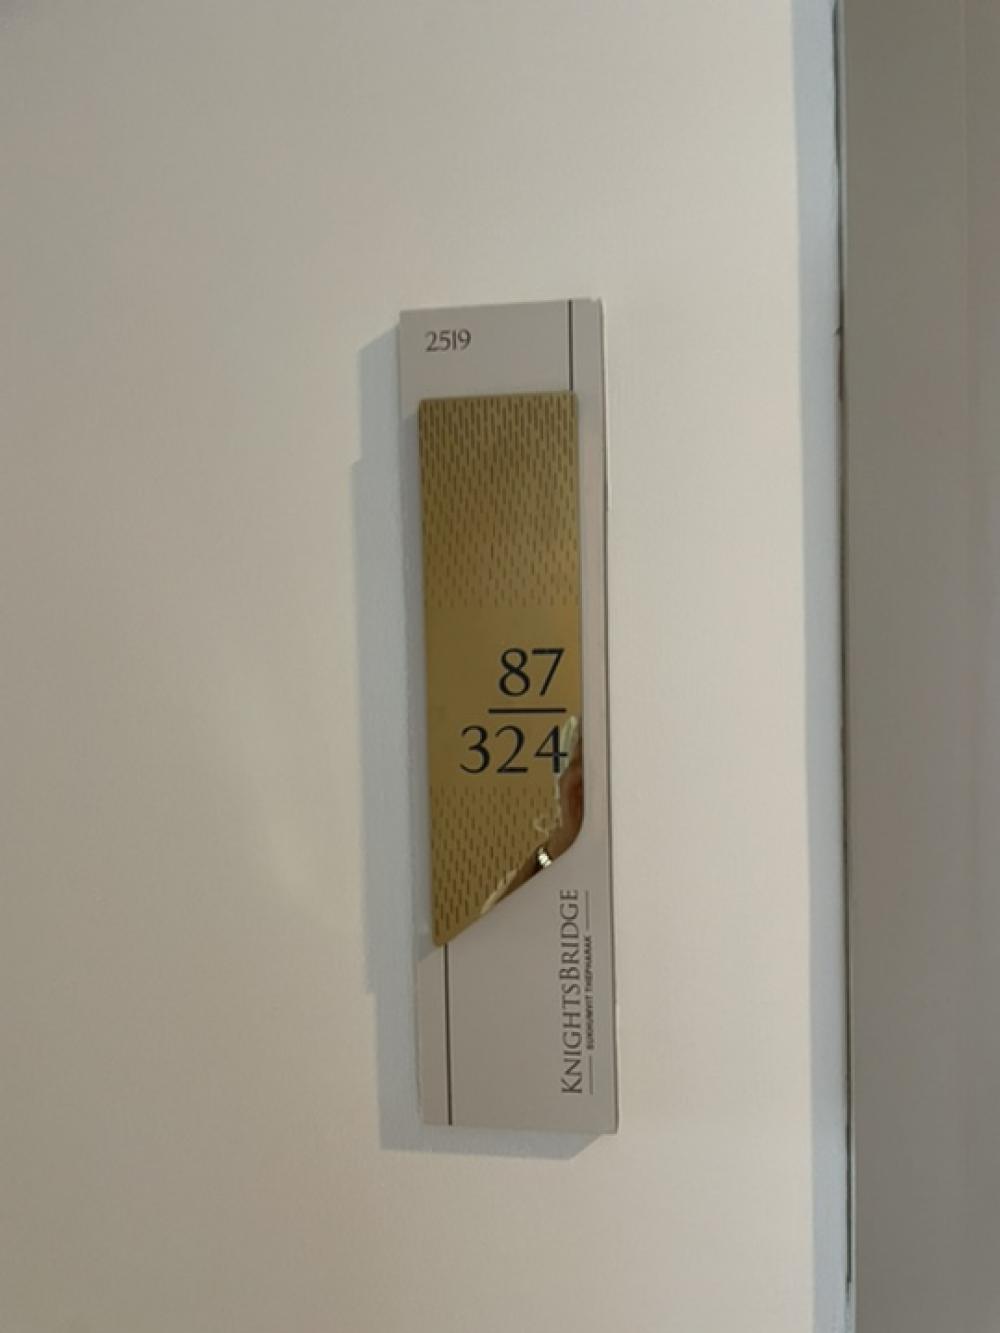 2519
87
324
KNIGHTSBRIDGE
SUKHUMVIT THEPHARAK